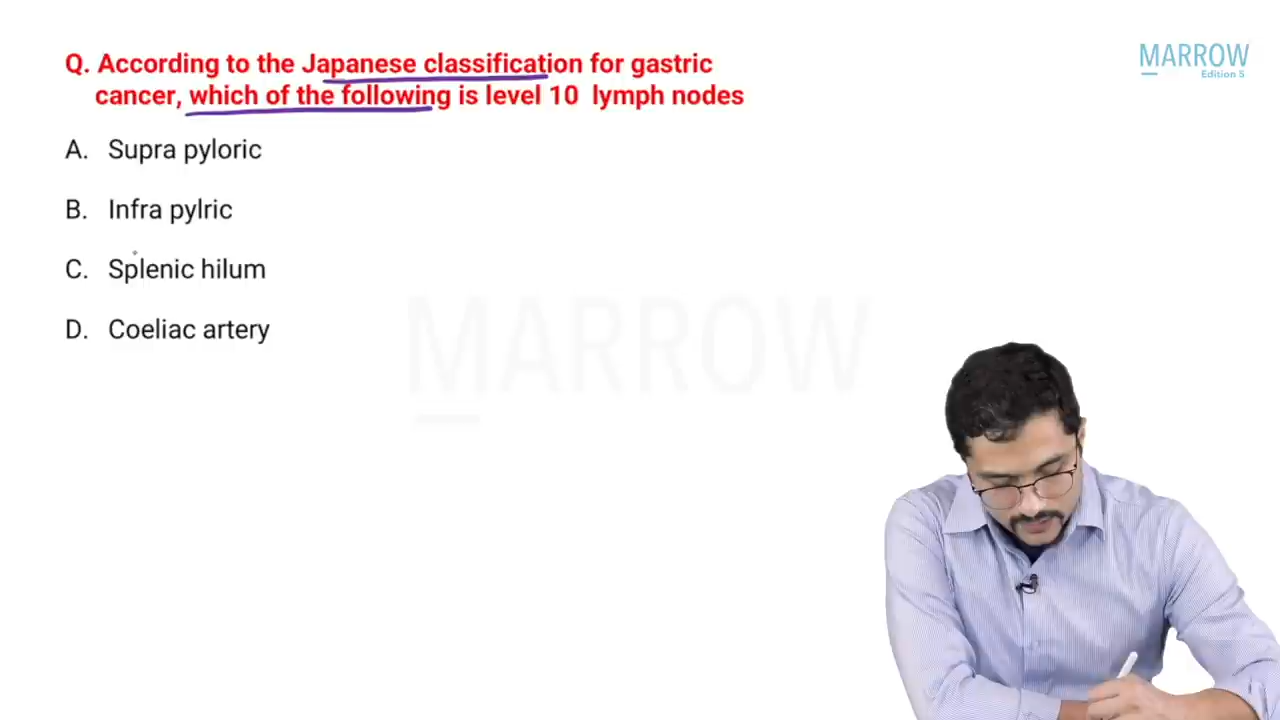 Q. According to the Japanese classification for gastric
cancer, which of the following is level 10 lymph nodes
A. Supra pyloric
B. Infra pylric
C. Splenic hilum
D. Coeliac artery
MARROW
Edition 5
MARROW